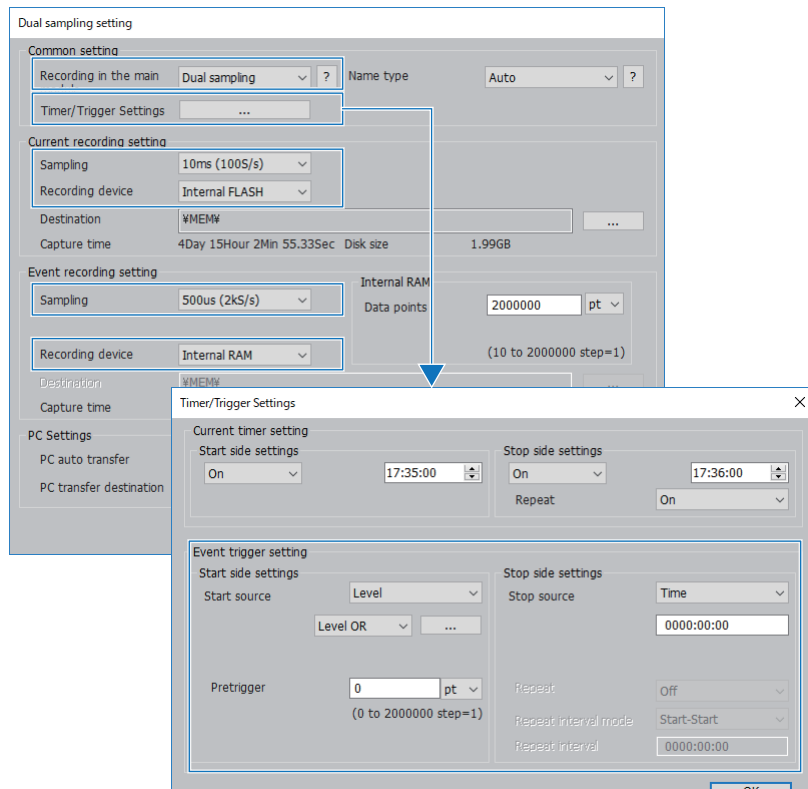 Dual sampling setting
Common setting
Recording in the main
Dual sampling
?
Name type
Auto
?
Timer/Trigger Settings
...
Current recording setting
Sampling
10ms (100S/s)
Recording device
Internal FLASH
Destination
¥MEM¥
...
Capture time
4Day 15Hour 2Min 55.33Sec
Disk size
1.99GB
Event recording setting
Sampling
500us (2kS/s)
Internal RAM
Data points
2000000
pt
(10 to 2000000 step=1)
Recording device
Internal RAM
Destination
¥MEM¥
...
Capture time
PC Settings
PC auto transfer
PC transfer destination
Timer/Trigger Settings
Current timer setting
Start side settings
On
17:35:00
Stop side settings
On
17:36:00
Repeat
On
Event trigger setting
Start side settings
Start source
Level
Level OR
...
Pretrigger
0
pt
(0 to 2000000 step=1)
Stop side settings
Stop source
Time
0000:00:00
Repeat
Off
Repeat interval mode
Start-Start
Repeat interval
0000:00:00
OK